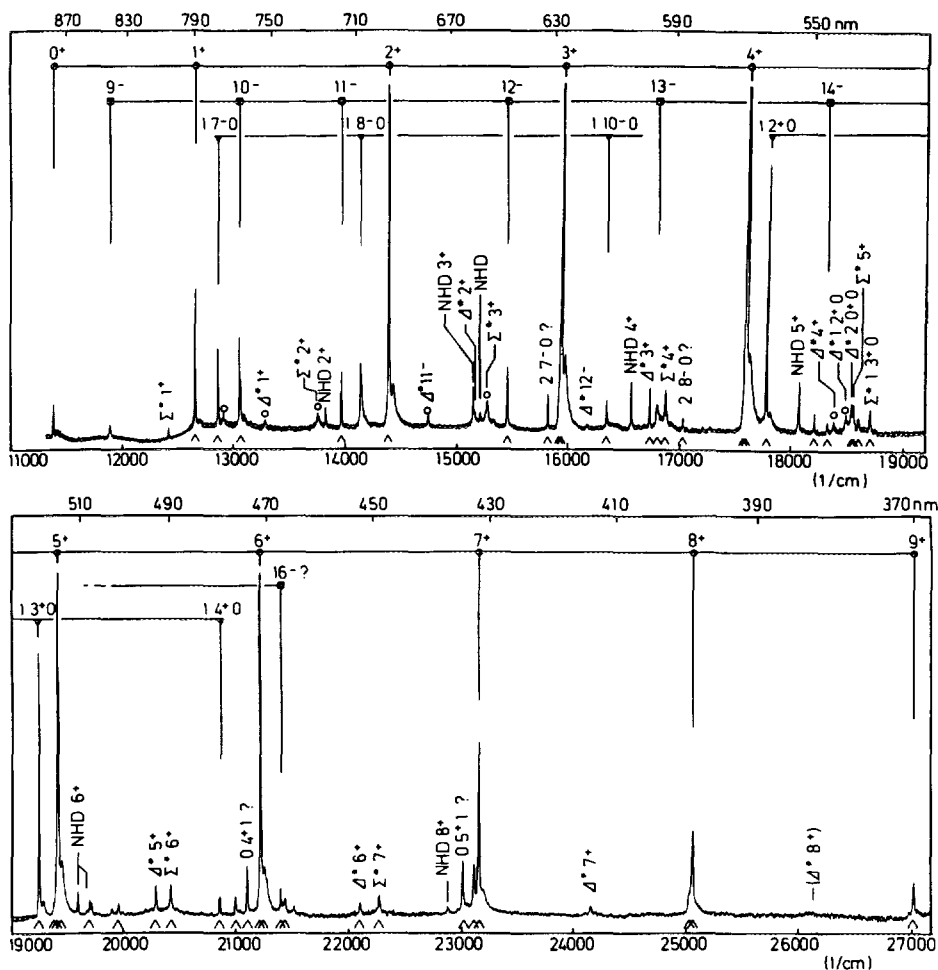 870 830 790 750 710 670 630 590 550 nm
0⁺ 1⁺ 2⁺ 3⁺ 4⁺
9⁻ 10⁻ 11⁻ 12⁻ 13⁻ 14⁻
1 7⁻0 1 8⁻0 1 10⁻0 1 2⁺0
Σ* 1⁺
Δ* 1⁺
Σ* 2⁺
NHD 2⁺
Δ* 11⁻
NHD 3⁺
Δ* 2⁺
NHD
Σ* 3⁺
2 7⁻0 ?
Δ* 12⁻
NHD 4⁺
Δ* 3⁺
Σ* 4⁺
2 8⁻0 ?
NHD 5⁺
Δ* 4⁺
Δ* 1 2⁺0
Δ* 2 0⁺0
Σ* 5⁺
Σ* 1 3⁺0
11000 12000 13000 14000 15000 16000 17000 18000 19000
(1/cm)
510 490 470 450 430 410 390 370 nm
5⁺ 6⁺ 7⁺ 8⁺ 9⁺
16⁻?
1 3⁺0 1 4⁺0
NHD 6⁺
Δ* 5⁺
Σ* 6⁺
0 4⁺1 ?
Δ* 6⁺
Σ* 7⁺
NHD 8⁺
0 5⁺1 ?
Δ* 7⁺
(Δ* 8⁺)
19000 20000 21000 22000 23000 24000 25000 26000 27000
(1/cm)